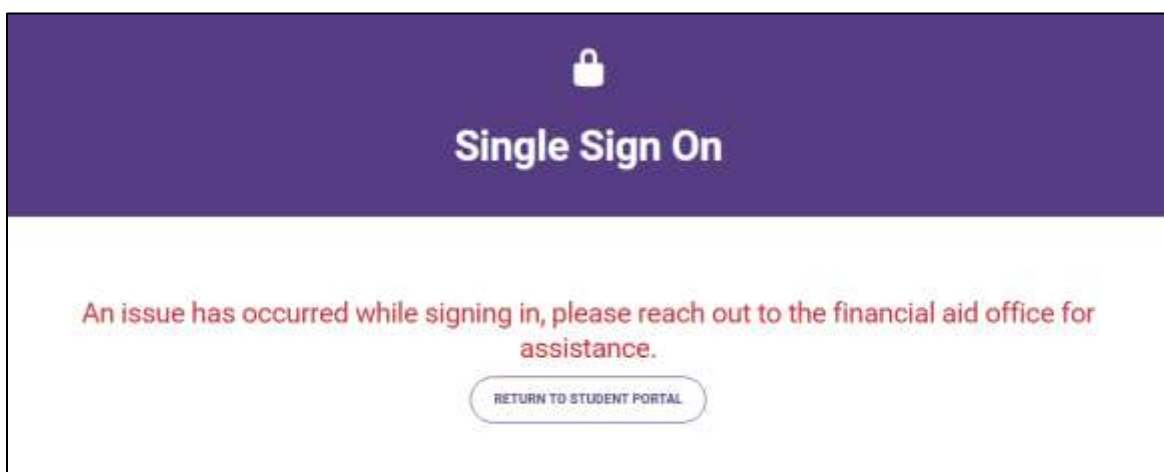 Single Sign On
An issue has occurred while signing in, please reach out to the financial aid office for
assistance.
RETURN TO STUDENT PORTAL